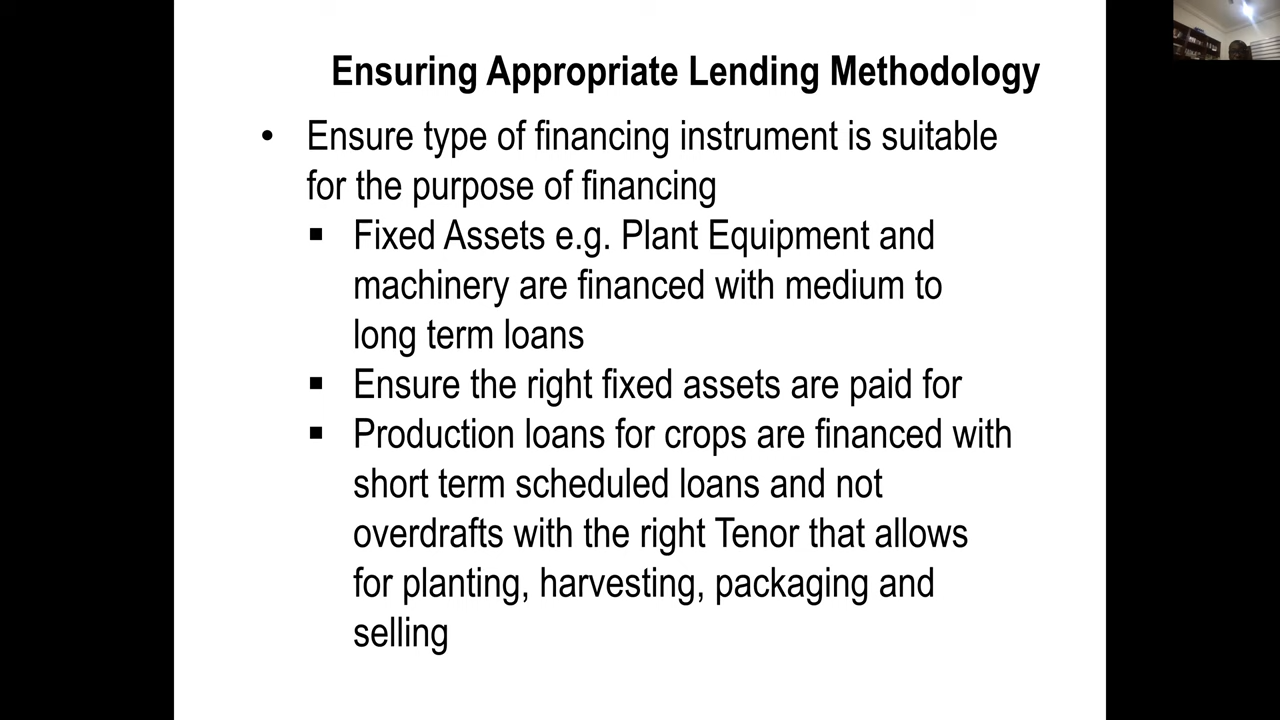 Ensuring Appropriate Lending Methodology
• Ensure type of financing instrument is suitable
for the purpose of financing
▪ Fixed Assets e.g. Plant Equipment and
machinery are financed with medium to
long term loans
▪ Ensure the right fixed assets are paid for
▪ Production loans for crops are financed with
short term scheduled loans and not
overdrafts with the right Tenor that allows
for planting, harvesting, packaging and
selling